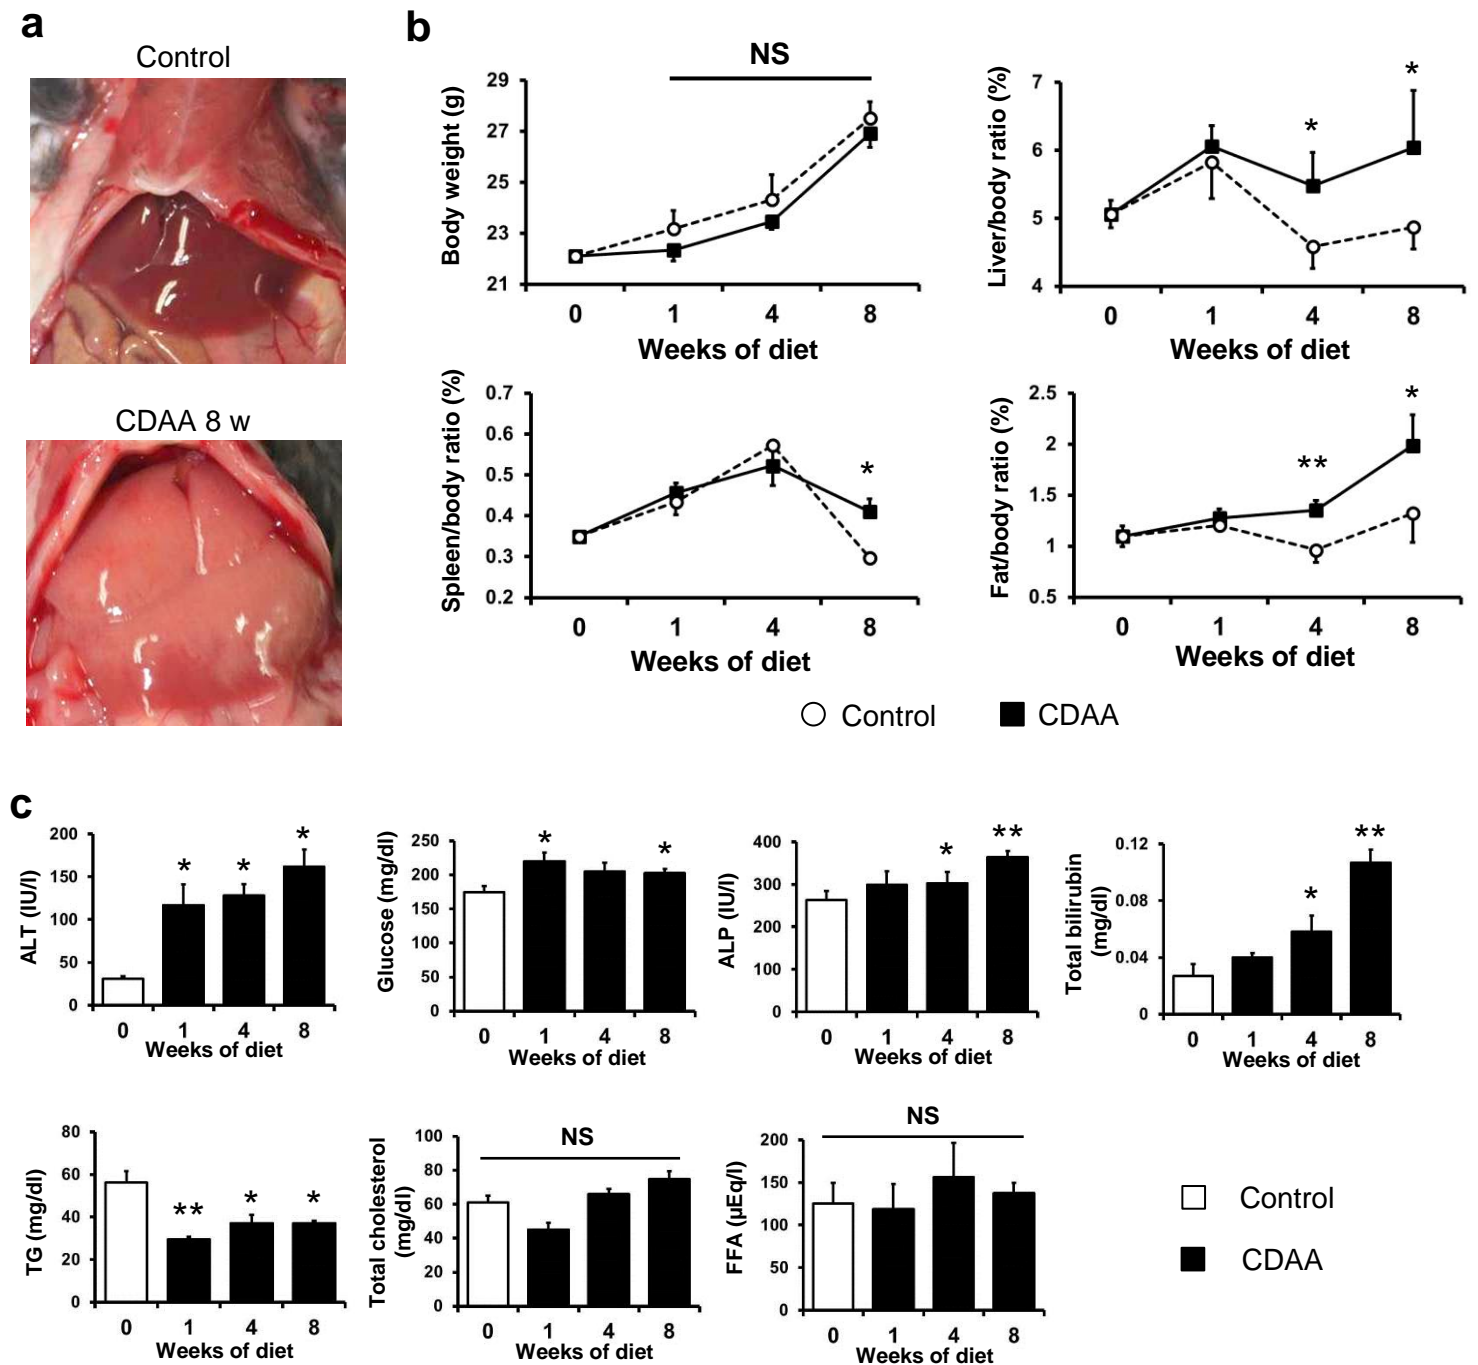 a
Control
CDAA 8 w
b
NS
Body weight (g)
29
27
25
23
21
0 1 4 8
Weeks of diet
Liver/body ratio (%)
7
6
5
4
*
*
0 1 4 8
Weeks of diet
Spleen/body ratio (%)
0.7
0.6
0.5
0.4
0.3
0.2
*
0 1 4 8
Weeks of diet
Fat/body ratio (%)
2.5
2
1.5
1
0.5
**
*
0 1 4 8
Weeks of diet
Control
CDAA
c
ALT (IU/l)
200
150
100
50
0
* * *
0 1 4 8
Weeks of diet
Glucose (mg/dl)
250
200
150
100
50
0
* *
0 1 4 8
Weeks of diet
ALP (IU/l)
400
300
200
100
0
* **
0 1 4 8
Weeks of diet
Total bilirubin
(mg/dl)
0.12
0.08
0.04
0
* **
0 1 4 8
Weeks of diet
TG (mg/dl)
80
60
40
20
0
** * *
0 1 4 8
Weeks of diet
Total cholesterol
(mg/dl)
100
80
60
40
20
0
NS
0 1 4 8
Weeks of diet
FFA (µEq/l)
200
150
100
50
0
NS
0 1 4 8
Weeks of diet
Control
CDAA